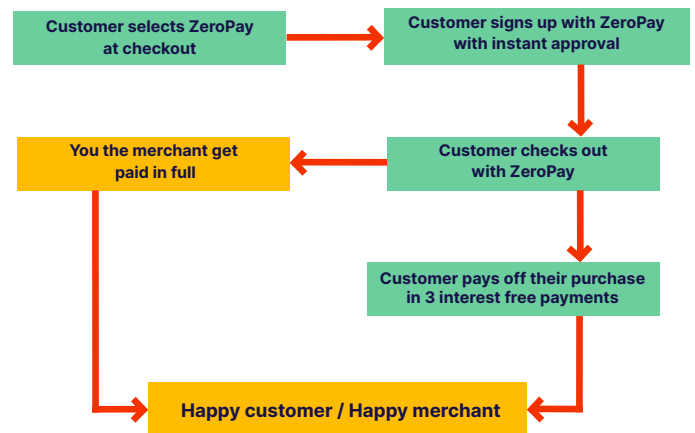 Customer selects ZeroPay
at checkout
Customer signs up with ZeroPay
with instant approval
You the merchant get
paid in full
Customer checks out
with ZeroPay
Customer pays off their purchase
in 3 interest free payments
Happy customer / Happy merchant